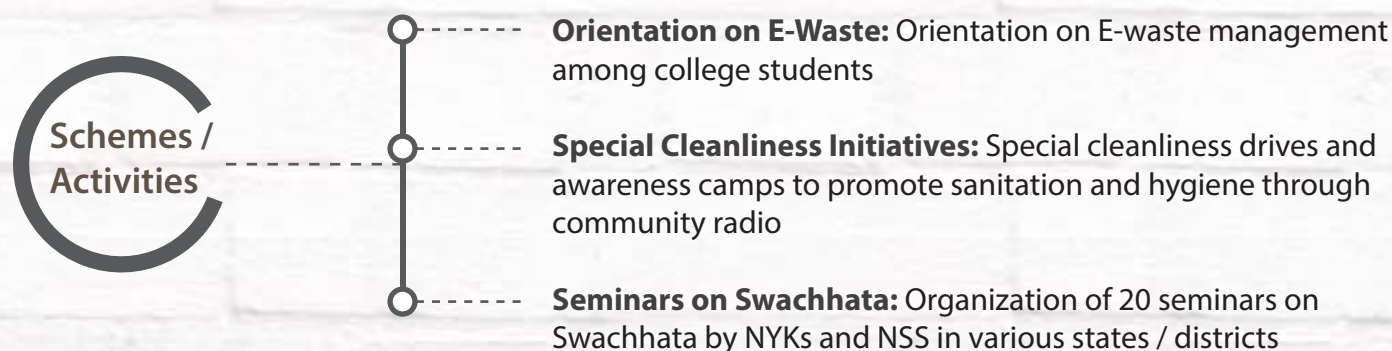 Schemes /
Activities
Orientation on E-Waste: Orientation on E-waste management
among college students
Special Cleanliness Initiatives: Special cleanliness drives and
awareness camps to promote sanitation and hygiene through
community radio
Seminars on Swachhata: Organization of 20 seminars on
Swachhata by NYKs and NSS in various states / districts